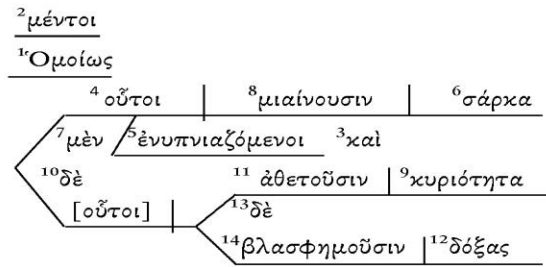 ²μέντοι
¹Ὁμοίως
⁴οὗτοι ⁸μιαίνουσιν ⁶σάρκα
⁷μὲν ⁵ἐνυπνιαζόμενοι ³καὶ
¹⁰δὲ ¹¹ἀθετοῦσιν ⁹κυριότητα
[οὗτοι] ¹³δὲ
¹⁴βλασφημοῦσιν ¹²δόξας